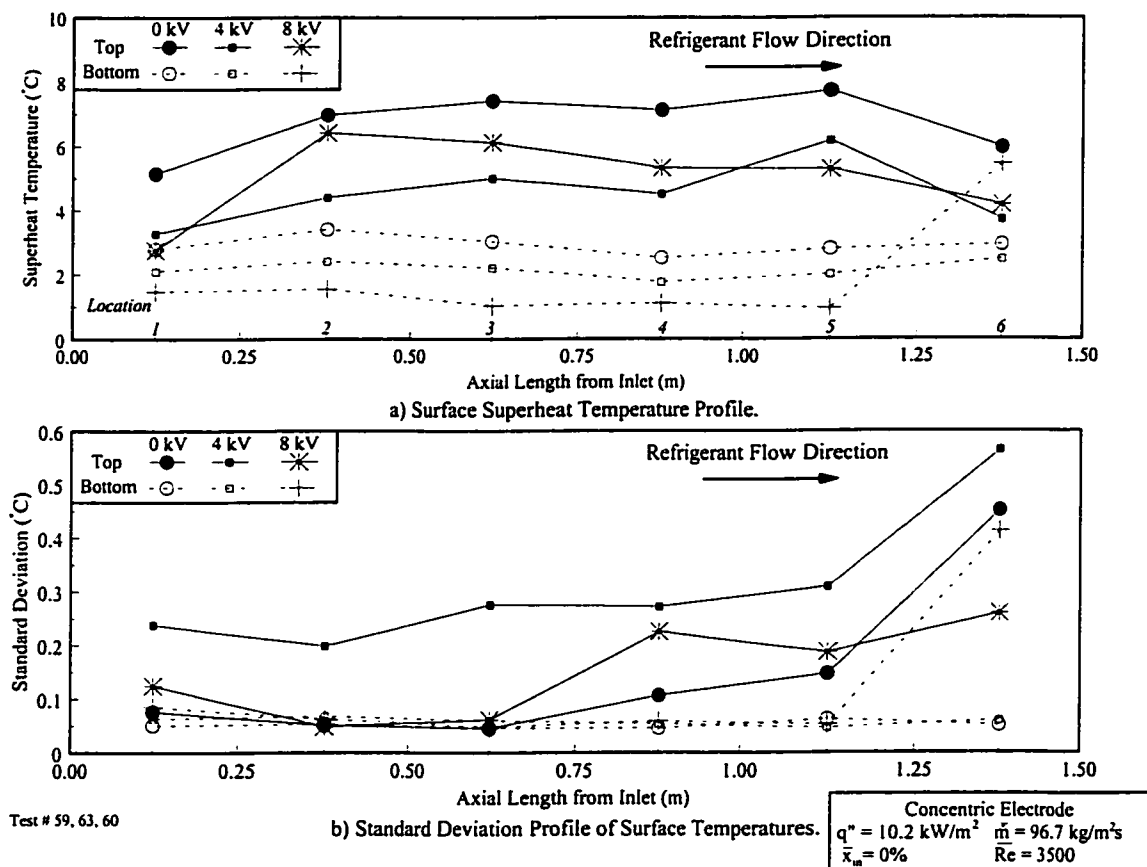 0 kV 4 kV 8 kV
Top
Bottom
Refrigerant Flow Direction
Superheat Temperature (°C)
10
8
6
4
2
0
Location
1 2 3 4 5 6
0.00 0.25 0.50 0.75 1.00 1.25 1.50
Axial Length from Inlet (m)
a) Surface Superheat Temperature Profile.
0 kV 4 kV 8 kV
Top
Bottom
Refrigerant Flow Direction
Standard Deviation (°C)
0.6
0.5
0.4
0.3
0.2
0.1
0
0.00 0.25 0.50 0.75 1.00 1.25 1.50
Axial Length from Inlet (m)
Test # 59, 63, 60
b) Standard Deviation Profile of Surface Temperatures.
Concentric Electrode
q" = 10.2 kW/m² ṁ = 96.7 kg/m²s
x̄ᵢₙ = 0% R̅e̅ = 3500